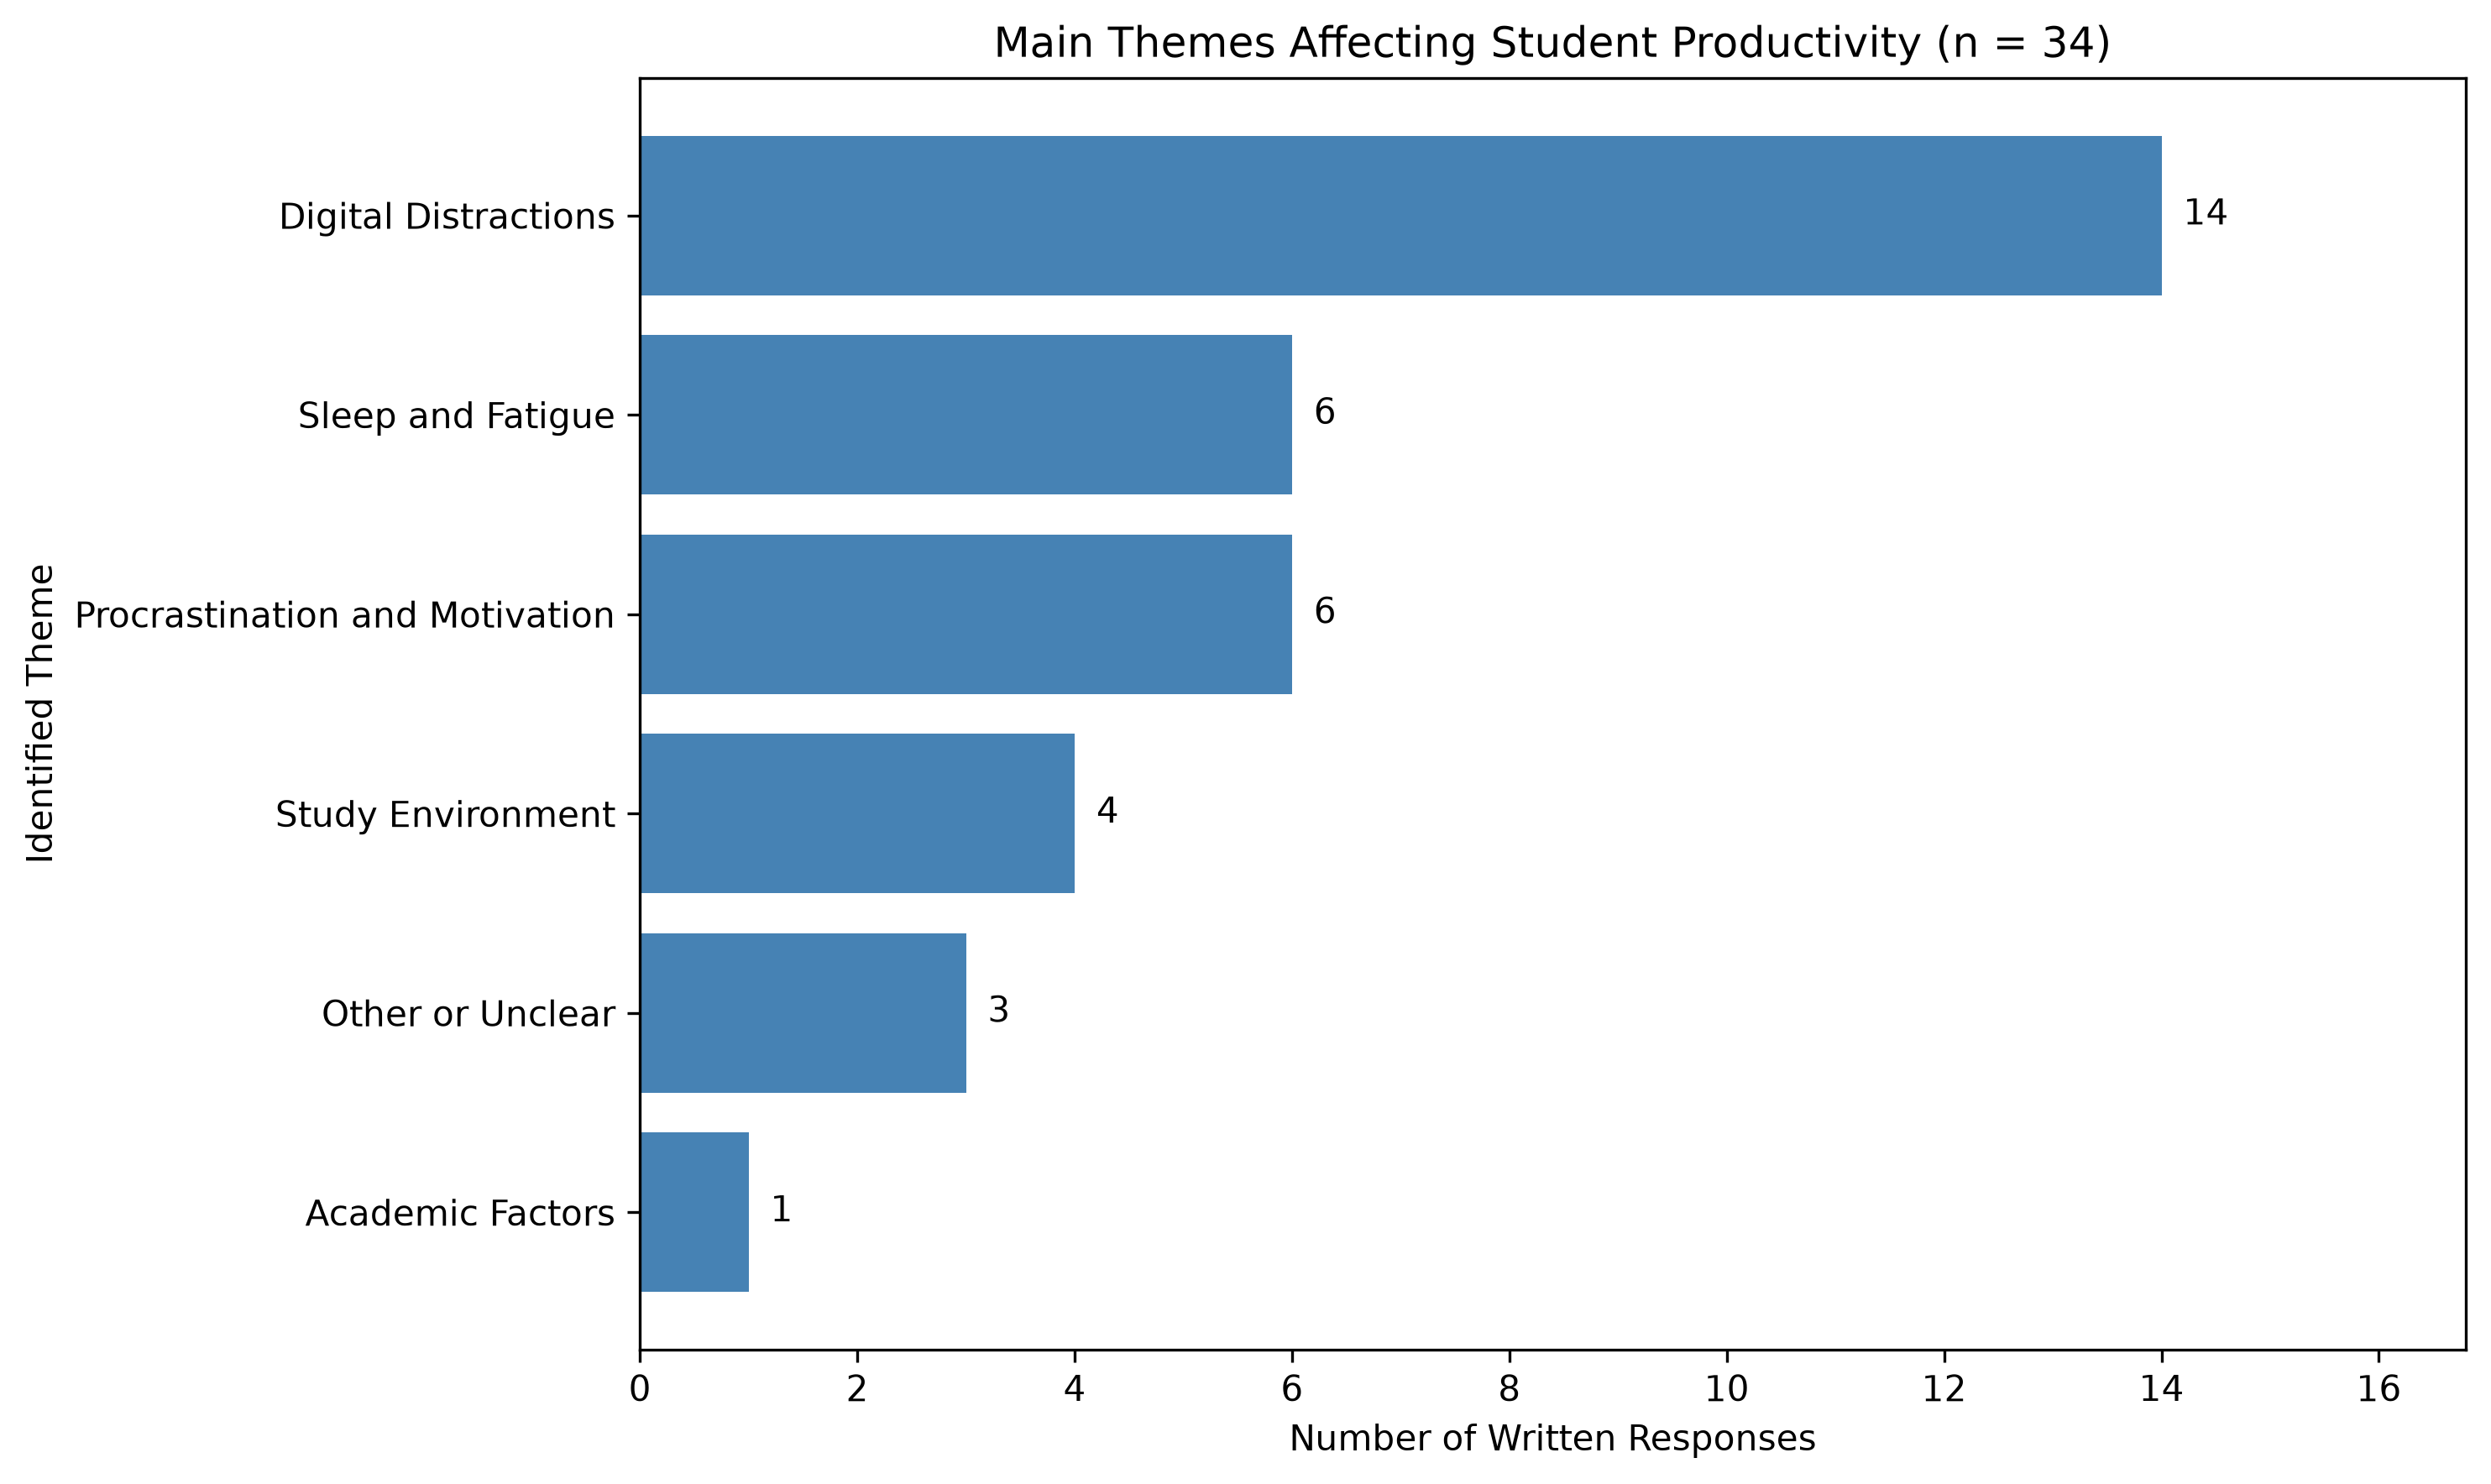 Main Themes Affecting Student Productivity (n = 34)
Digital Distractions
14
Sleep and Fatigue
6
Procrastination and Motivation
6
Study Environment
4
Other or Unclear
3
Academic Factors
1
Identified Theme
0 2 4 6 8 10 12 14 16
Number of Written Responses